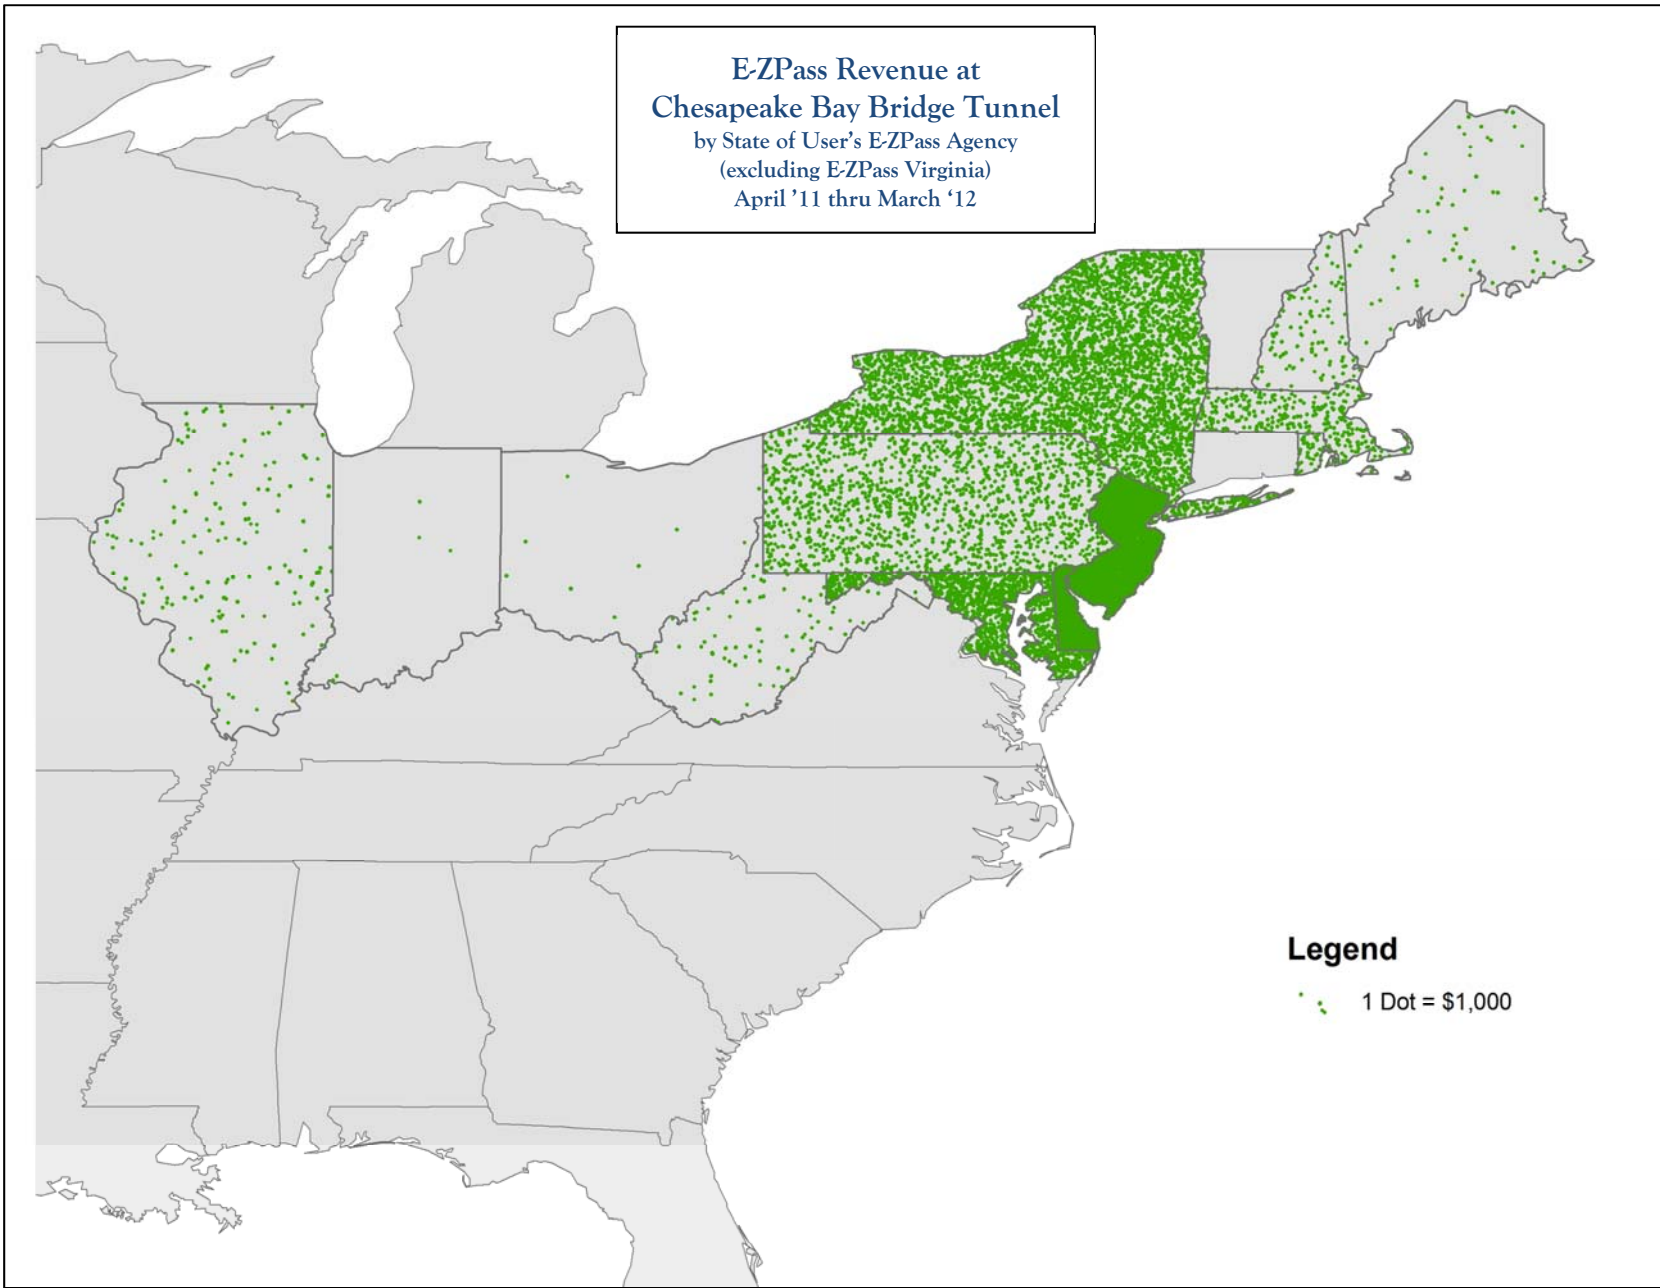 E-ZPass Revenue at
Chesapeake Bay Bridge Tunnel
by State of User’s E-ZPass Agency
(excluding E-ZPass Virginia)
April ’11 thru March ‘12
Legend
1 Dot = $1,000